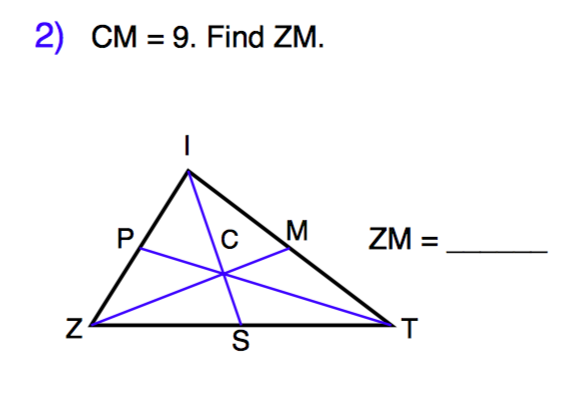 2) CM = 9. Find ZM.
I
P C M ZM = ______
Z T
S